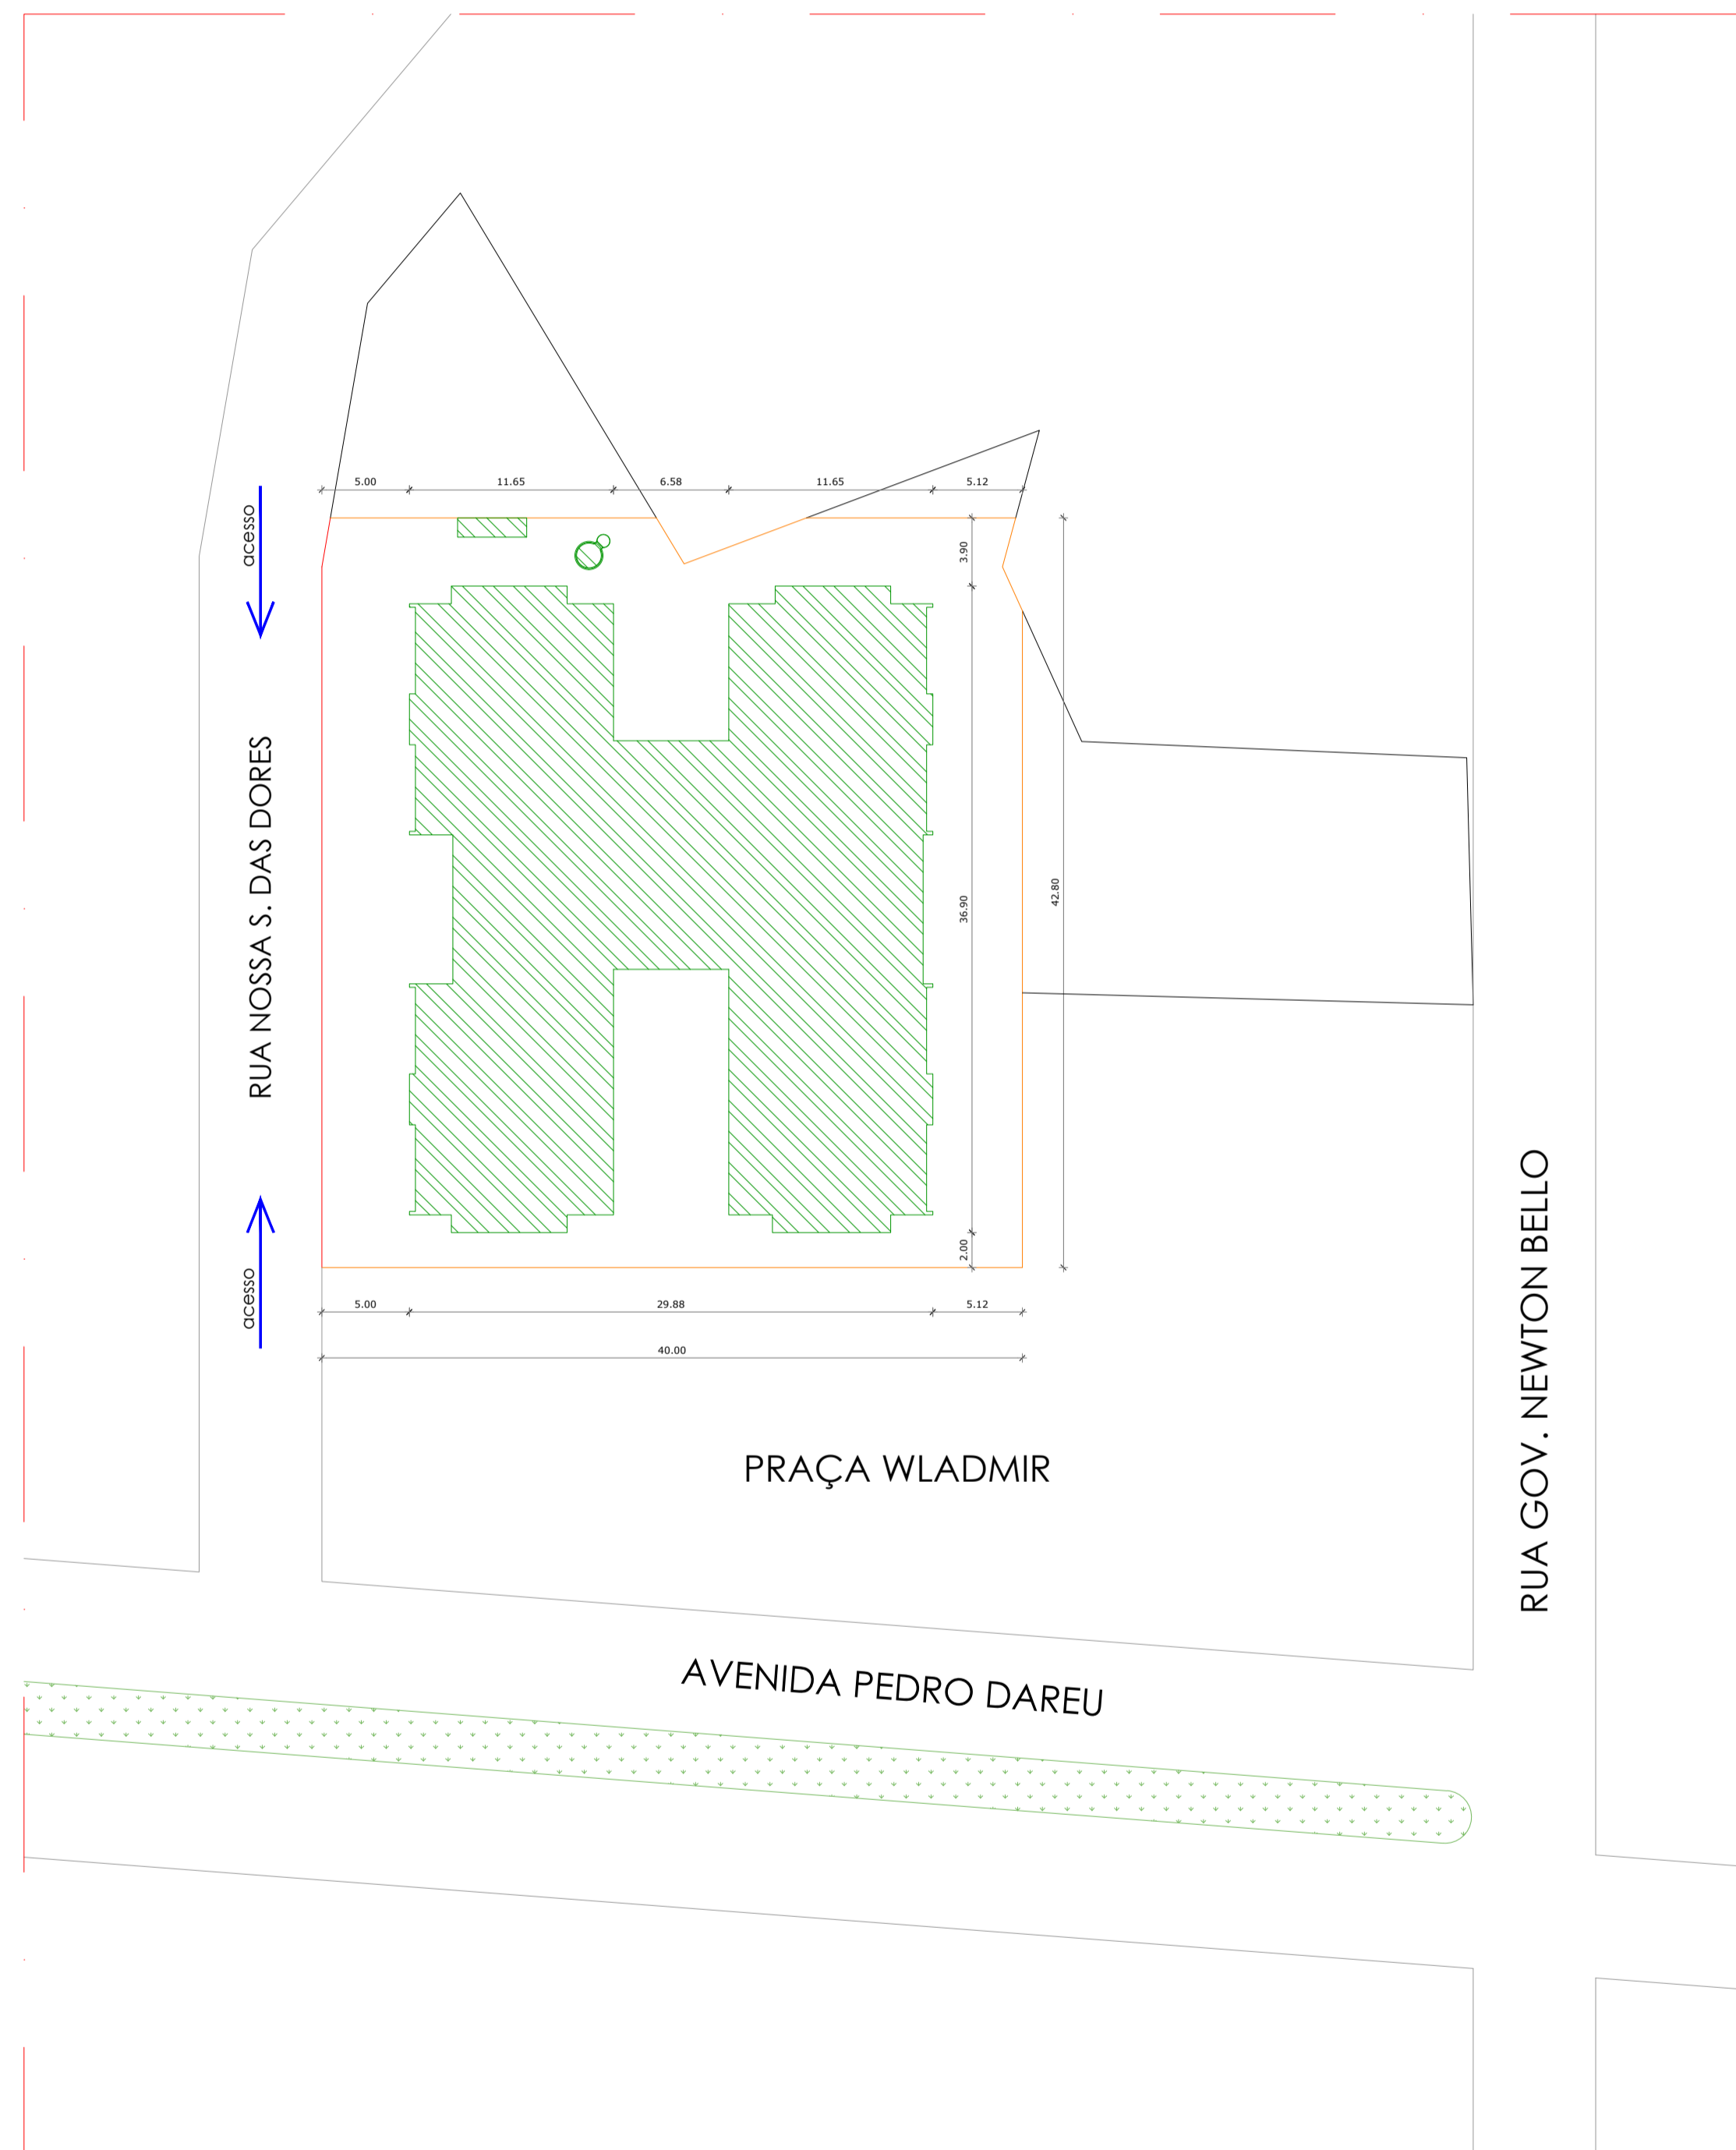 5.00
11.65
6.58
11.65
5.12
acesso
3.90
RUA NOSSA S. DAS DORES
36.90
42.80
2.00
acesso
5.00
29.88
5.12
40.00
PRAÇA WLADMIR
RUA GOV. NEWTON BELLO
AVENIDA PEDRO DAREU